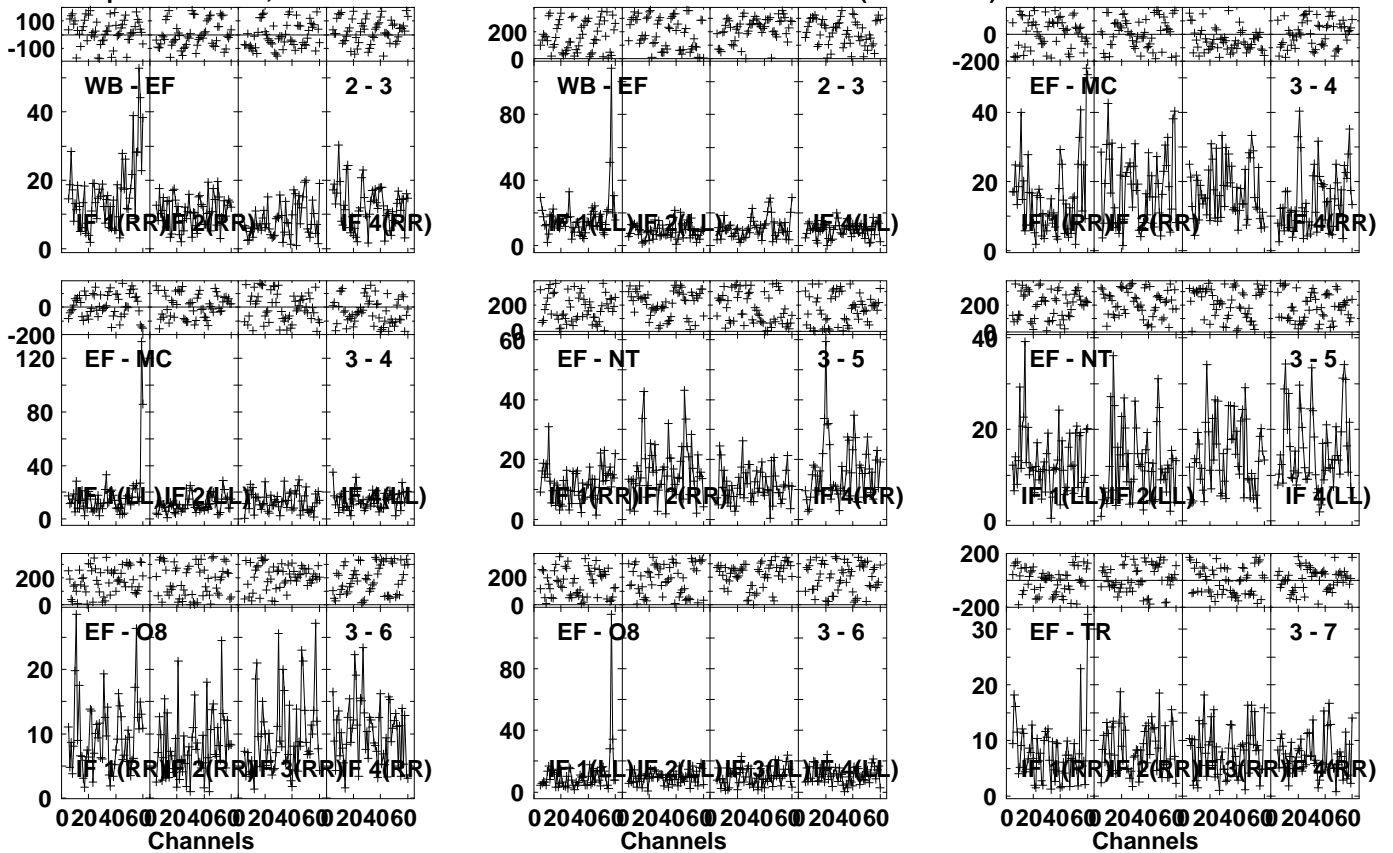 100
-100
WB - EF 2 - 3
40
20
0
IF 1(RR) IF 2(RR) IF 4(RR)
200
0
WB - EF 2 - 3
80
40
0
IF 1(LL) IF 2(LL) IF 4(LL)
0
-200
EF - MC 3 - 4
40
20
0
IF 1(RR) IF 2(RR) IF 4(RR)
0
-200
EF - MC 3 - 4
120
80
40
0
IF 1(LL) IF 2(LL) IF 4(LL)
200
0
EF - NT 3 - 5
60
40
20
0
IF 1(RR) IF 2(RR) IF 4(RR)
200
0
EF - NT 3 - 5
40
20
0
IF 1(LL) IF 2(LL) IF 4(LL)
200
0
EF - O8 3 - 6
20
10
0
IF 1(RR) IF 2(RR) IF 3(RR) IF 4(RR)
0 20 40 60 0 20 40 60 0 20 40 60 0 20 40 60
Channels
200
0
EF - O8 3 - 6
80
40
0
IF 1(LL) IF 2(LL) IF 3(LL) IF 4(LL)
0 20 40 60 0 20 40 60 0 20 40 60 0 20 40 60
200
-200
EF - TR 3 - 7
30
20
10
0
IF 1(RR) IF 2(RR) IF 3(RR) IF 4(RR)
0 20 40 60 0 20 40 60 0 20 40 60 0 20 40 60
Channels